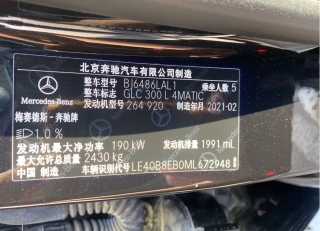 北京奔驰汽车有限公司制造
整车型号 BJ6486LAL1 乘坐人数 5
整车名称 GLC 300 L 4MATIC
发动机型号 264 920 制造年月 2021-02
Mercedes-Benz
梅赛德斯-奔驰牌
1.0 %
发动机最大净功率 190 kW 发动机排量 1991 mL
最大允许总质量 2430 kg
中国 制造 车辆识别代号 LE40B8EB0ML672948